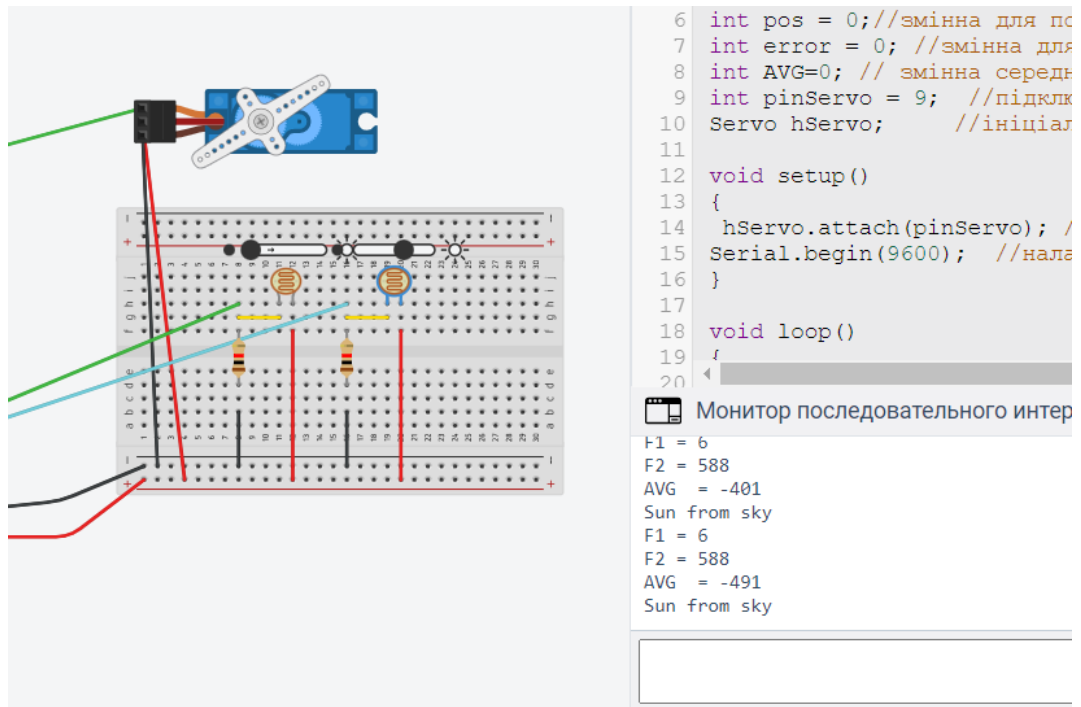 6 int pos = 0;//змінна для по
7 int error = 0; //змінна для
8 int AVG=0; // змінна середн
9 int pinServo = 9; //підклю
10 Servo hServo; //ініціал
11
12 void setup()
13 {
14 hServo.attach(pinServo); /
15 Serial.begin(9600); //нала
16 }
17
18 void loop()
19 {
20
Монитор последовательного интер
F1 = 6
F2 = 588
AVG = -401
Sun from sky
F1 = 6
F2 = 588
AVG = -491
Sun from sky